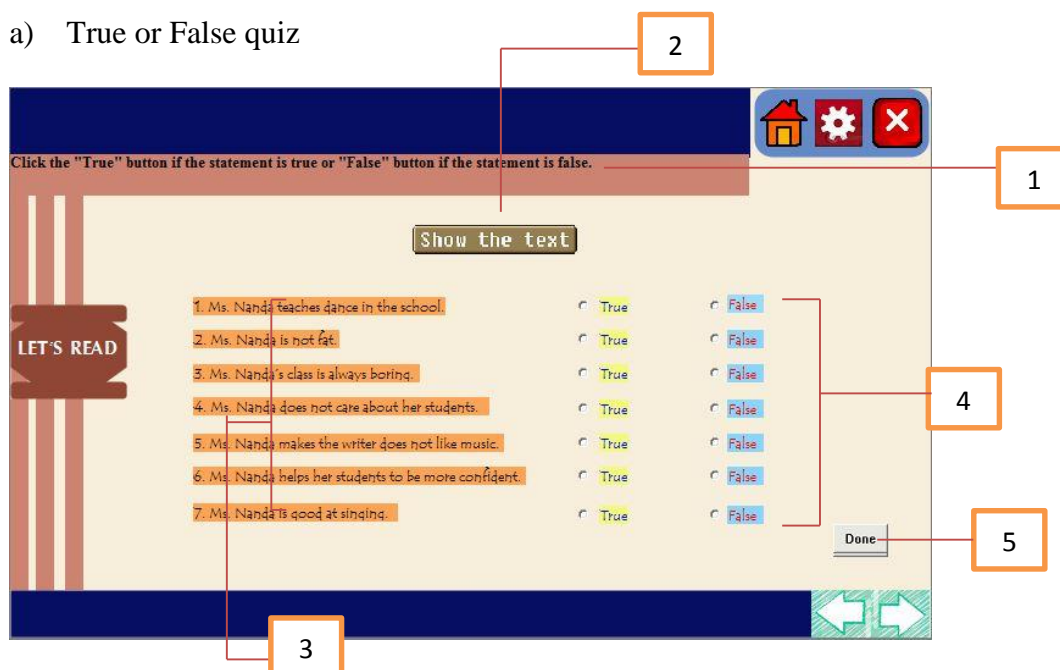 a) True or False quiz
2
Click the "True" button if the statement is true or "False" button if the statement is false.
1
Show the text
1. Ms. Nanda teaches dance in the school. True False
2. Ms. Nanda is not fat. True False
LET'S READ
3. Ms. Nanda's class is always boring. True False
4. Ms. Nanda does not care about her students. True False
4
5. Ms. Nanda makes the writer does not like music. True False
6. Ms. Nanda helps her students to be more confident. True False
7. Ms. Nanda is good at singing. True False
Done
5
3